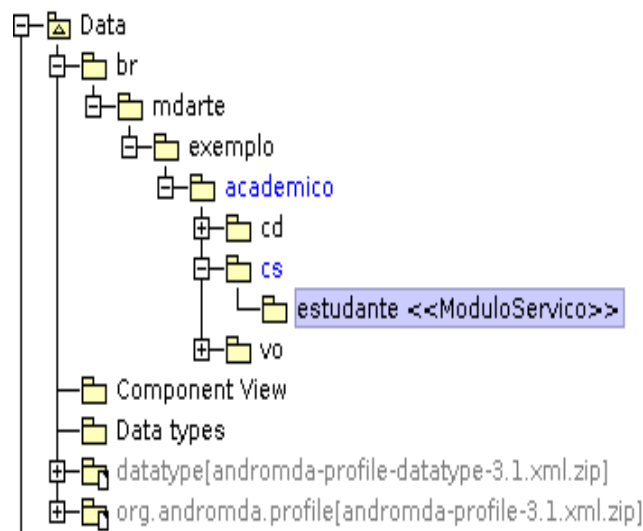 Data
br
mdarte
exemplo
academico
cd
cs
estudante <<ModuloServico>>
vo
Component View
Data types
datatype[andromda-profile-datatype-3.1.xml.zip]
org.andromda.profile[andromda-profile-3.1.xml.zip]